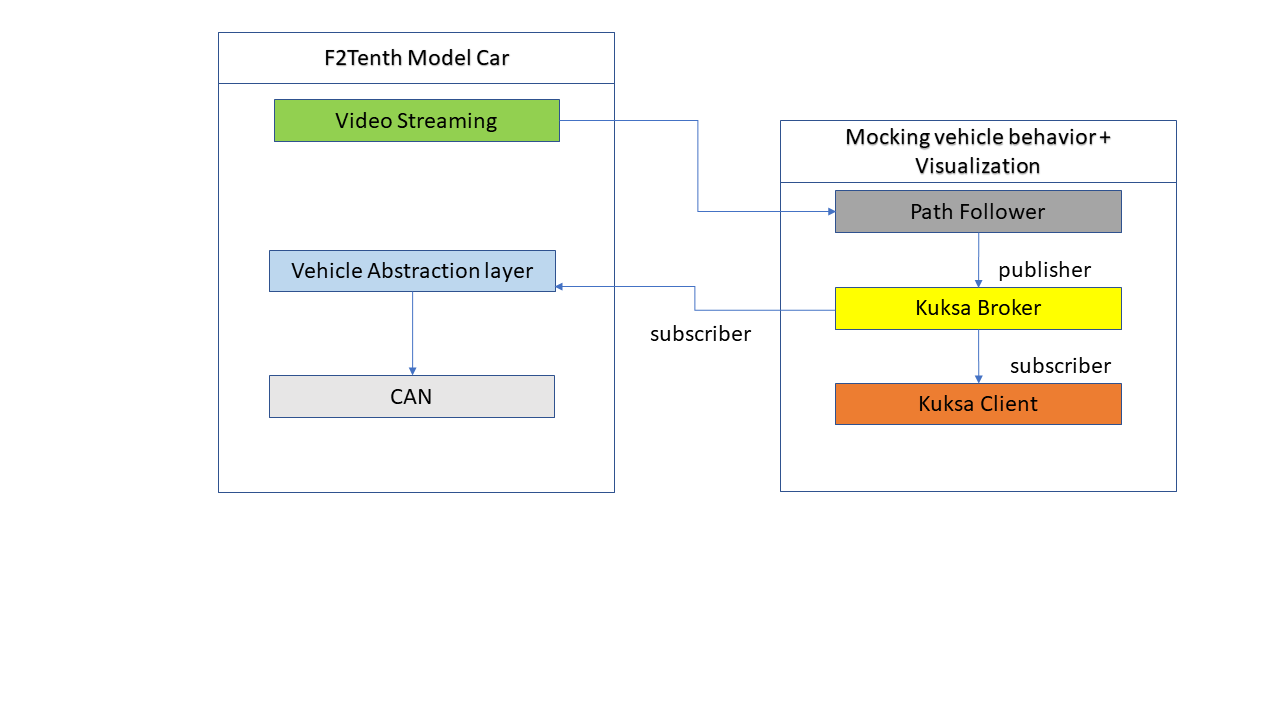 F2Tenth Model Car
Video Streaming
Mocking vehicle behavior +
Visualization
Path Follower
Vehicle Abstraction layer
publisher
Kuksa Broker
subscriber
subscriber
CAN
Kuksa Client